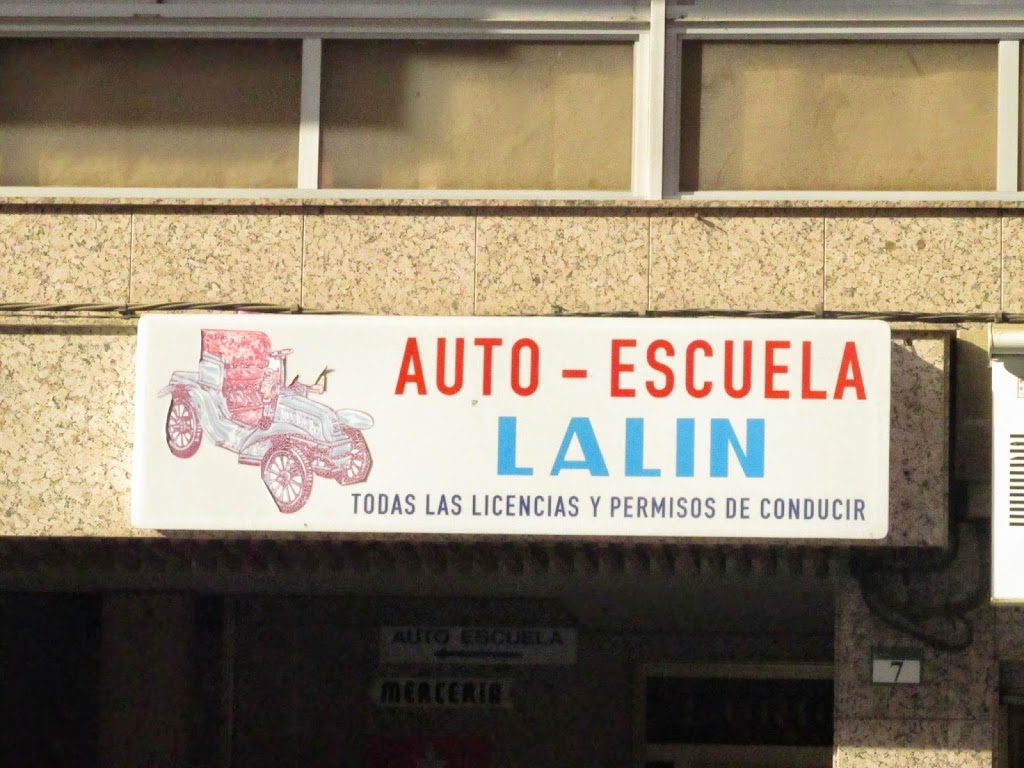 AUTO - ESCUELA
LALIN
TODAS LAS LICENCIAS Y PERMISOS DE CONDUCIR
AUTO ESCUELA
MERCERIA
7